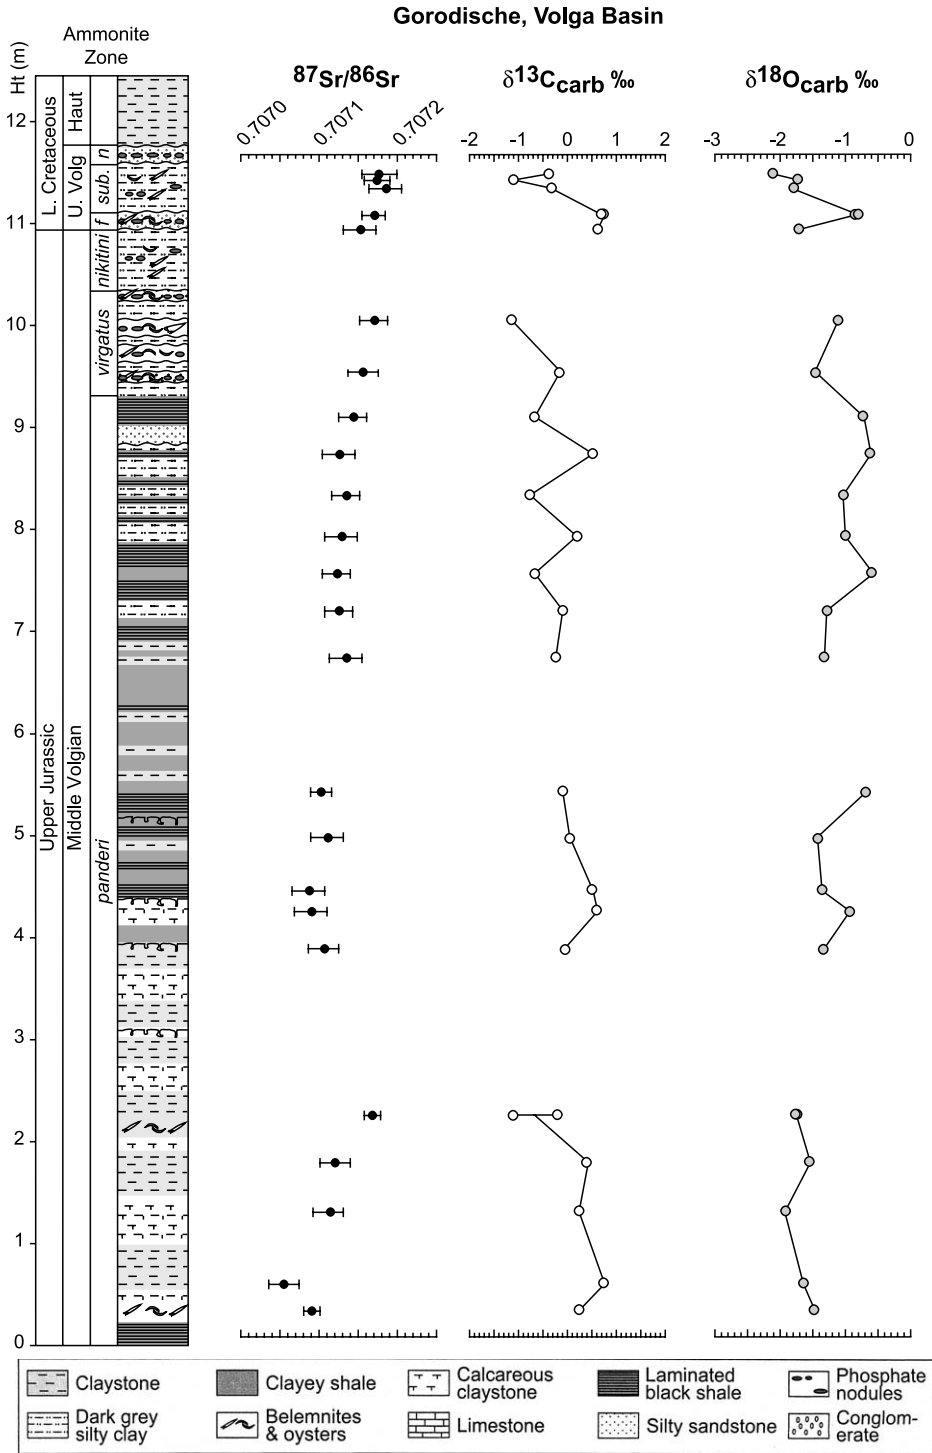 Gorodische, Volga Basin
Ammonite
Zone
Ht (m)
87Sr/86Sr
δ13Ccarb ‰
δ18Ocarb ‰
0.7070
0.7071
0.7072
-2 -1 0 1 2
-3 -2 -1 0
12
11
10
9
8
7
6
5
4
3
2
1
0
L. Cretaceous
Upper Jurassic
Haut
U. Volg
Middle Volgian
n
sub.
f
nikitini
virgatus
panderi
Claystone
Clayey shale
Calcareous
claystone
Laminated
black shale
Phosphate
nodules
Dark grey
silty clay
Belemnites
& oysters
Limestone
Silty sandstone
Conglom-
erate